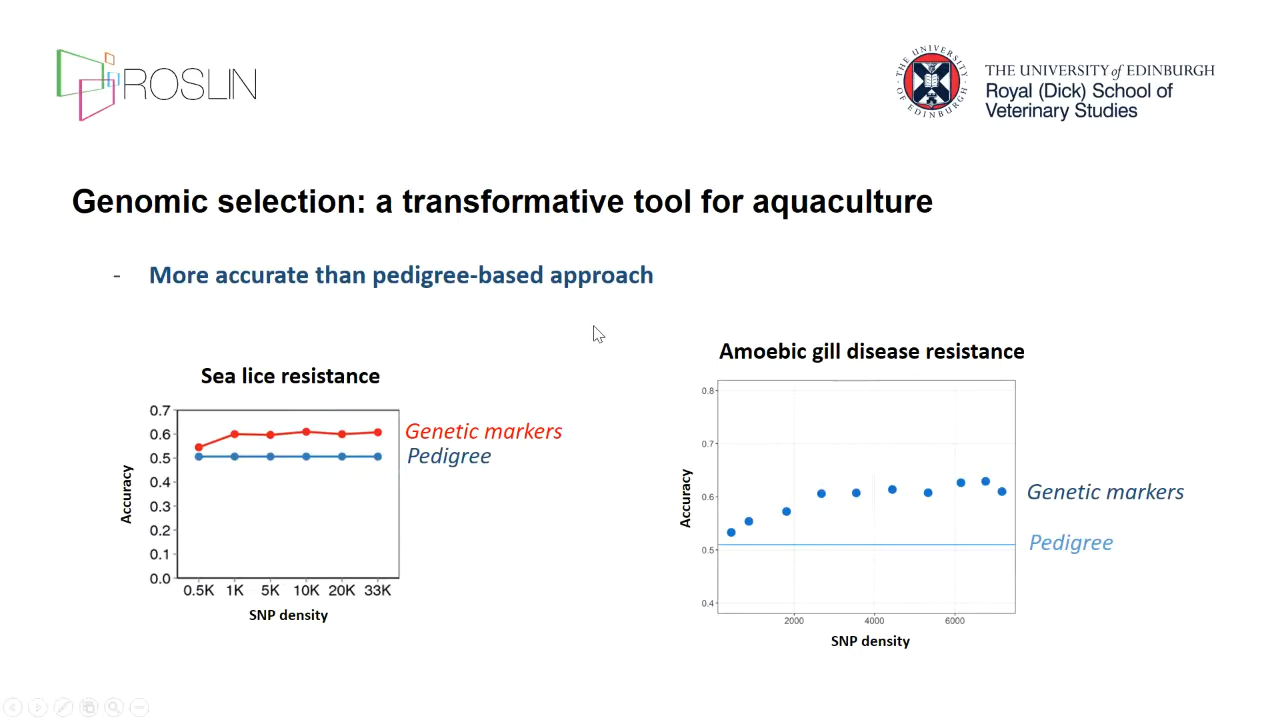 ROSLIN
THE UNIVERSITY OF EDINBURGH
THE UNIVERSITY of EDINBURGH
Royal (Dick) School of
Veterinary Studies
Genomic selection: a transformative tool for aquaculture
- More accurate than pedigree-based approach
Sea lice resistance
0.7
0.6
0.5
0.4
0.3
0.2
0.1
0.0
Accuracy
0.5K 1K 5K 10K 20K 33K
SNP density
Genetic markers
Pedigree
Amoebic gill disease resistance
0.8
0.7
0.6
0.5
0.4
Accuracy
2000 4000 6000
SNP density
Genetic markers
Pedigree